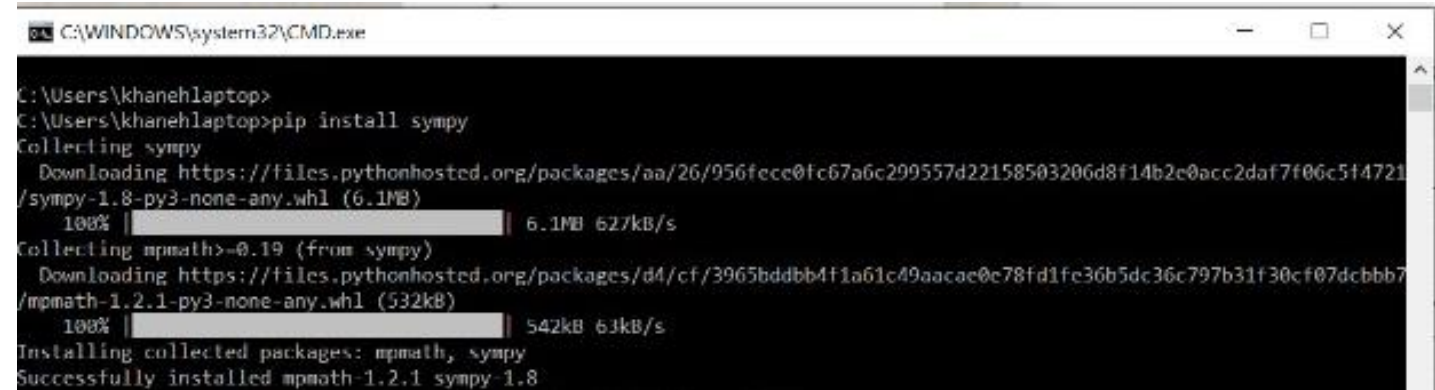 C:\WINDOWS\system32\CMD.exe
C:\Users\khanehlaptop>
C:\Users\khanehlaptop>pip install sympy
Collecting sympy
Downloading https://files.pythonhosted.org/packages/aa/26/956fece0fc67a6c299557d22158503206d8f14b2e0acc2daf7f06c5f4721
/sympy-1.8-py3-none-any.whl (6.1MB)
100% || 6.1MB 627kB/s
Collecting mpmath>=0.19 (from sympy)
Downloading https://files.pythonhosted.org/packages/d4/cf/3965bddbb4f1a61c49aacae0e78fd1fe36b5dc36c797b31f30cf07dcbbb7
/mpmath-1.2.1-py3-none-any.whl (532kB)
100% || 542kB 63kB/s
Installing collected packages: mpmath, sympy
Successfully installed mpmath-1.2.1 sympy-1.8